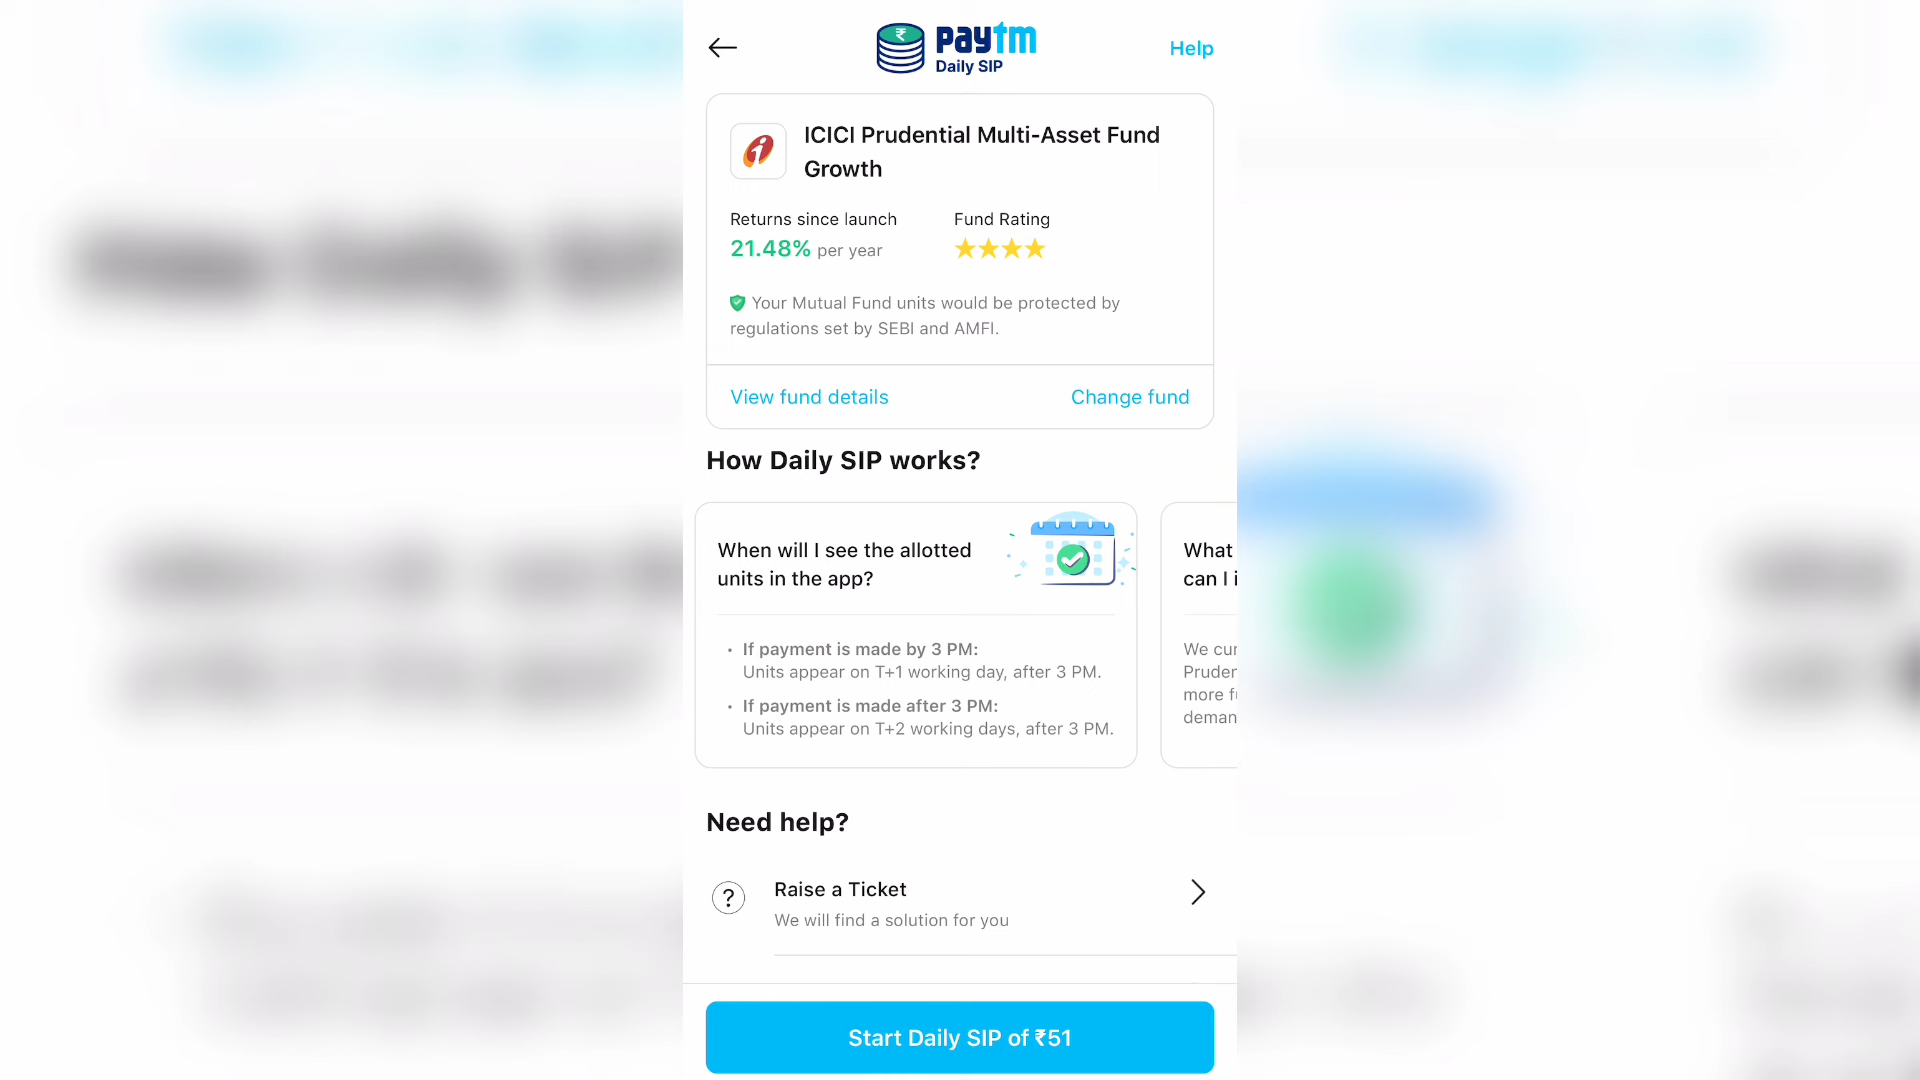 paytm
Help
Daily SIP
ICICI Prudential Multi-Asset Fund
Growth
Returns since launch
Fund Rating
21.48% per year
Your Mutual Fund units would be protected by
regulations set by SEBI and AMFI.
View fund details
Change fund
How Daily SIP works?
When will I see the allotted
units in the app?
• If payment is made by 3 PM:
Units appear on T+1 working day, after 3 PM.
• If payment is made after 3 PM:
Units appear on T+2 working days, after 3 PM.
What
can I
We
more
Need help?
Raise a Ticket
We will find a solution for you
Start Daily SIP of ₹51